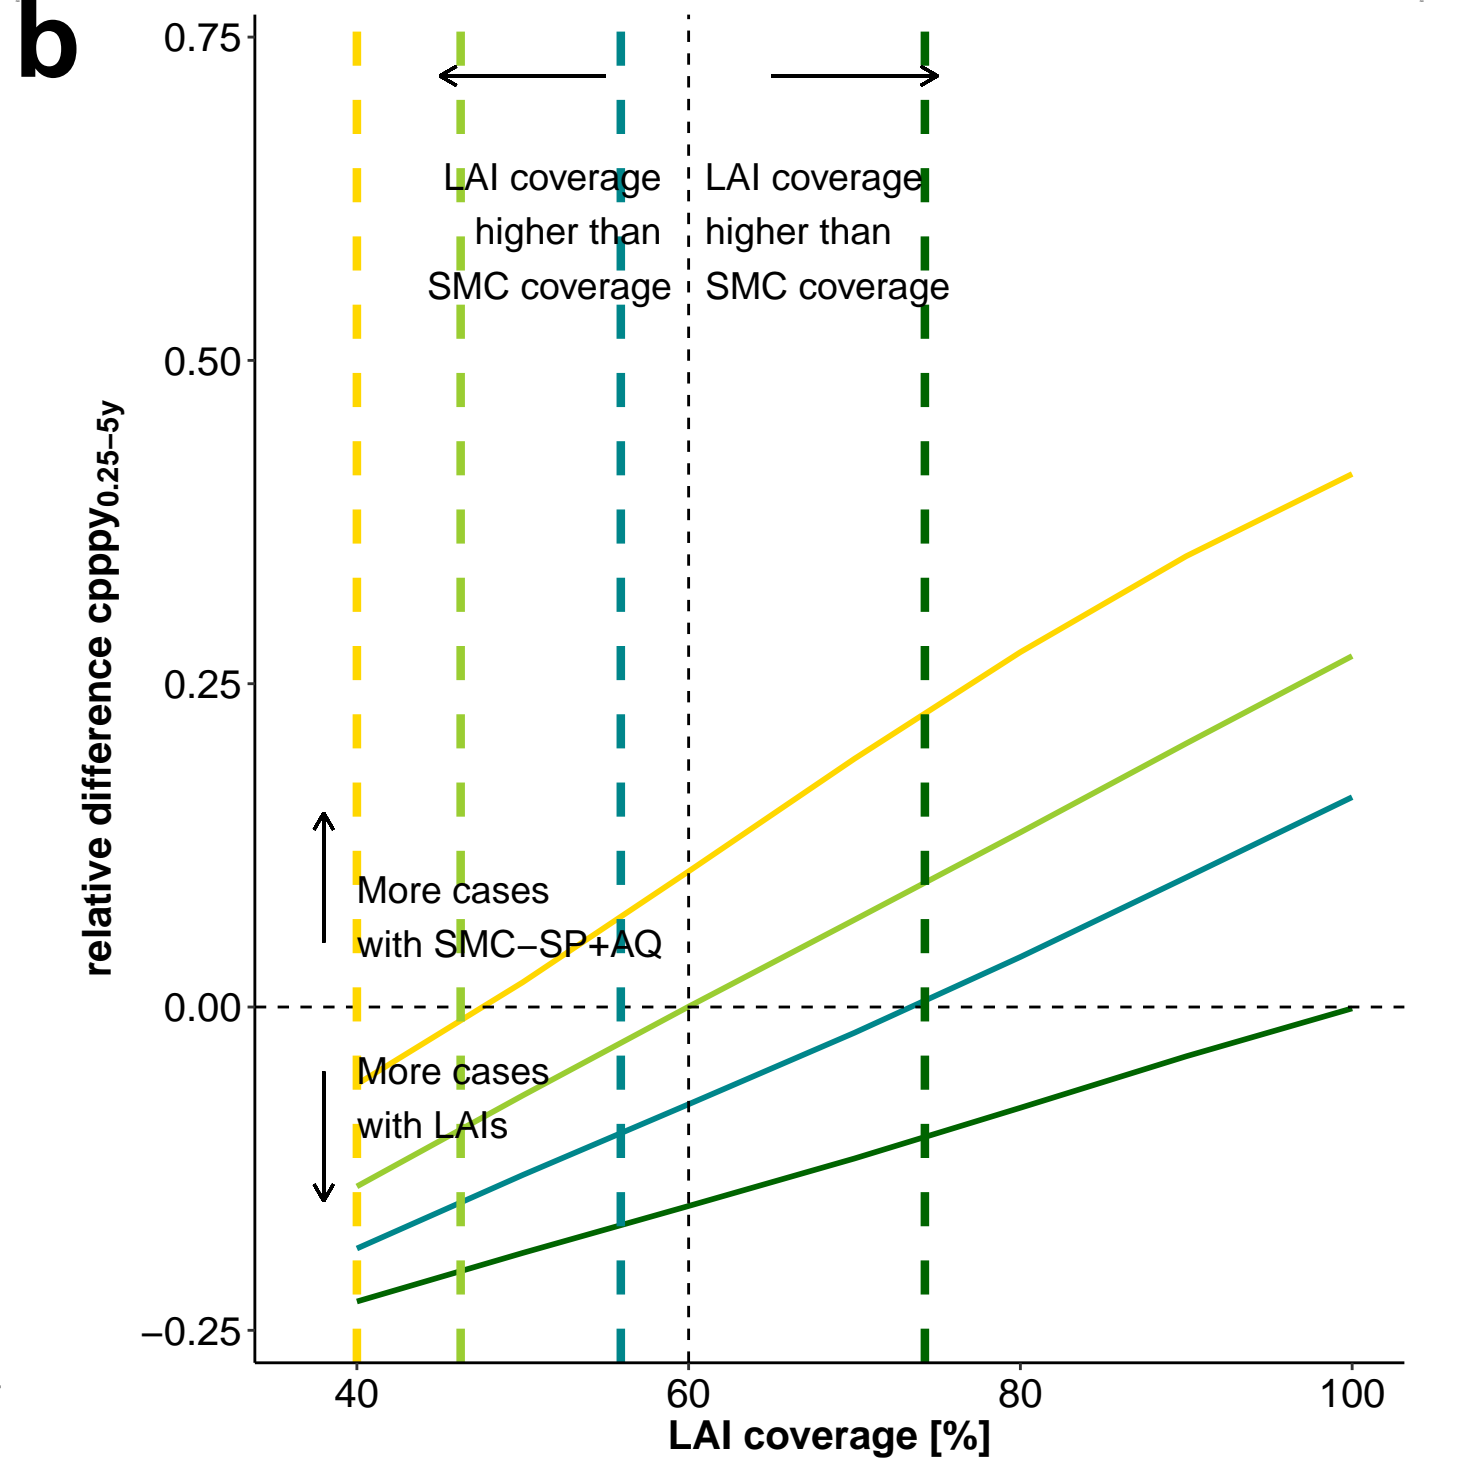 b
0.75
0.50
0.25
0.00
−0.25
relative difference cpppy0.25−5y
LAI coverage
higher than
SMC coverage
LAI coverage
higher than
SMC coverage
More cases
with SMC−SP+AQ
More cases
with LAIs
40
60
80
100
LAI coverage [%]